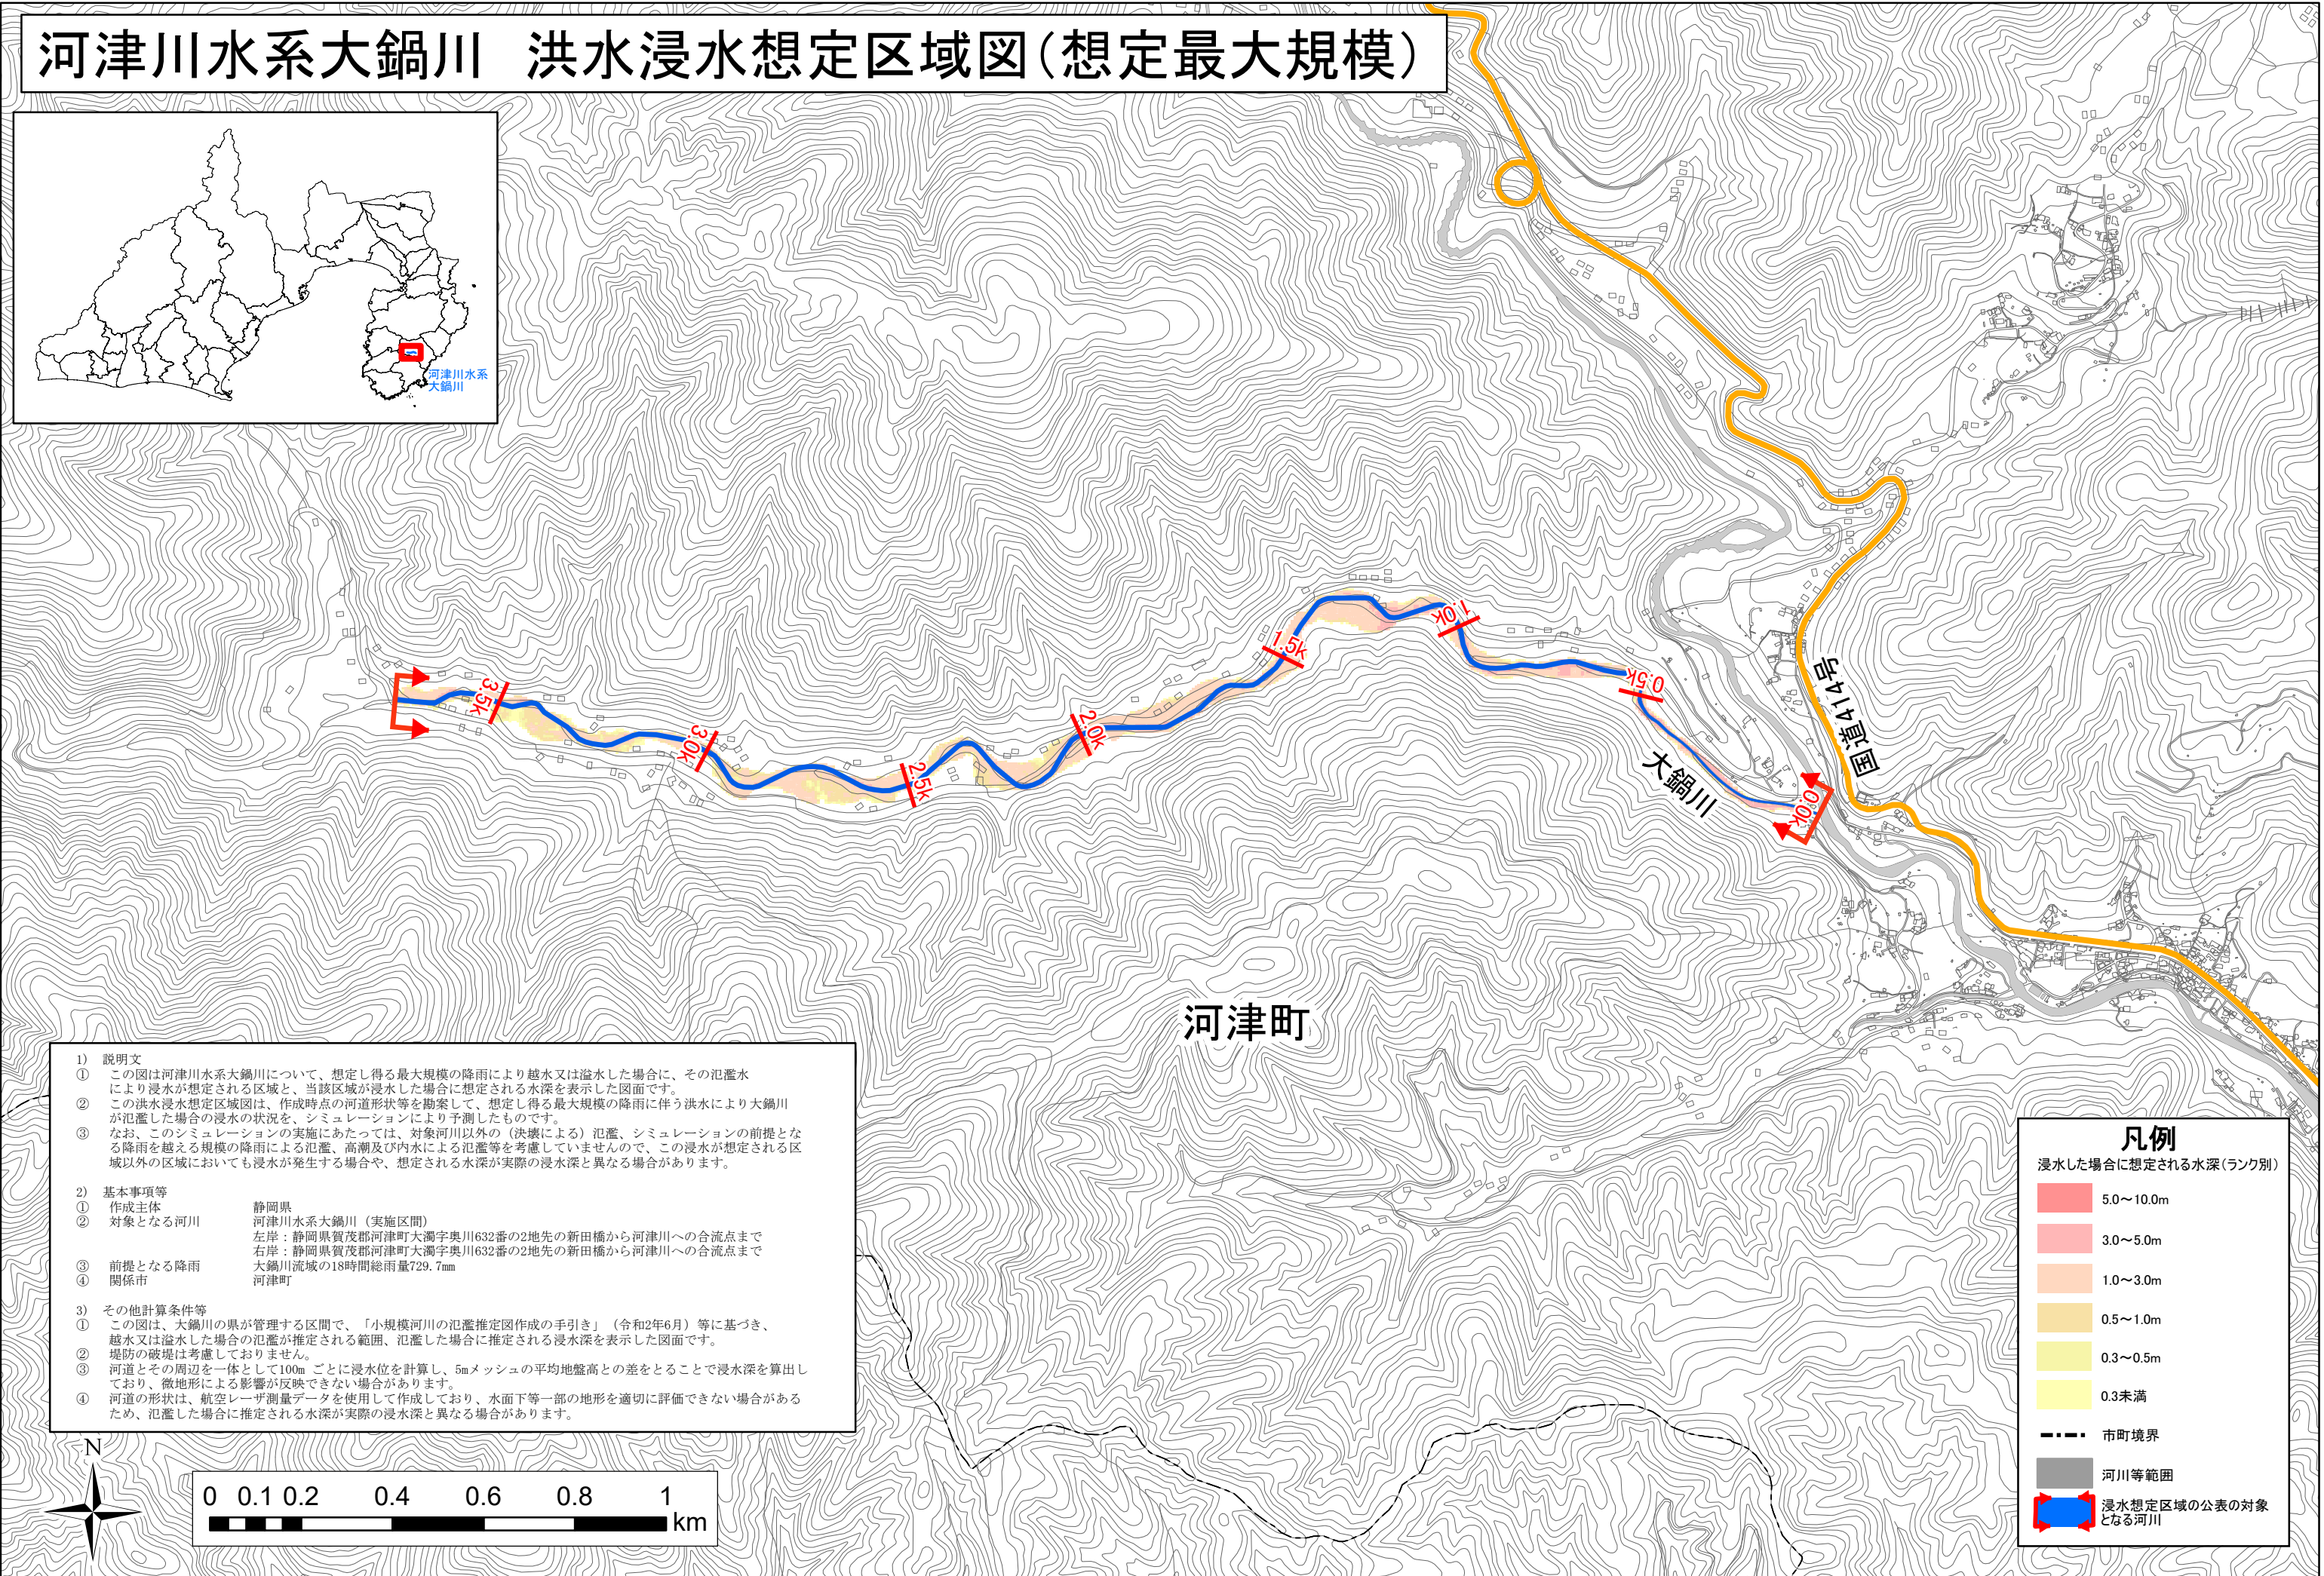 河津川水系大鍋川　洪水浸水想定区域図（想定最大規模）
河津川水系
大鍋川
3.5k
3.0k
2.5k
2.0k
1.5k
1.0k
0.5k
0.0k
大鍋川
国道414号
河津町
1)　説明文
①　この図は河津川水系大鍋川について、想定し得る最大規模の降雨により越水又は溢水した場合に、その氾濫水
により浸水が想定される区域と、当該区域が浸水した場合に想定される水深を表示した図面です。
②　この洪水浸水想定区域図は、作成時点の河道形状等を勘案して、想定し得る最大規模の降雨に伴う洪水により大鍋川
が氾濫した場合の浸水の状況を、シミュレーションにより予測したものです。
③　なお、このシミュレーションの実施にあたっては、対象河川以外の（決壊による）氾濫、シミュレーションの前提とな
る降雨を越える規模の降雨による氾濫、高潮及び内水による氾濫等を考慮していませんので、この浸水が想定される区
域以外の区域においても浸水が発生する場合や、想定される水深が実際の浸水深と異なる場合があります。
2)　基本事項等
①　作成主体　静岡県
②　対象となる河川　河津川水系大鍋川（実施区間）
左岸：静岡県賀茂郡河津町大濁字奥川632番の2地先の新田橋から河津川への合流点まで
右岸：静岡県賀茂郡河津町大濁字奥川632番の2地先の新田橋から河津川への合流点まで
③　前提となる降雨　大鍋川流域の18時間総雨量729.7mm
④　関係市　河津町
3)　その他計算条件等
①　この図は、大鍋川の県が管理する区間で、「小規模河川の氾濫推定図作成の手引き」（令和2年6月）等に基づき、
越水又は溢水した場合の氾濫が推定される範囲、氾濫した場合に推定される浸水深を表示した図面です。
②　堤防の破堤は考慮しておりません。
③　河道とその周辺を一体として100m ごとに浸水位を計算し、5mメッシュの平均地盤高との差をとることで浸水深を算出し
ており、微地形による影響が反映できない場合があります。
④　河道の形状は、航空レーザ測量データを使用して作成しており、水面下等一部の地形を適切に評価できない場合がある
ため、氾濫した場合に推定される水深が実際の浸水深と異なる場合があります。
N
0 0.1 0.2 0.4 0.6 0.8 1
km
凡例
浸水した場合に想定される水深（ランク別）
5.0～10.0m
3.0～5.0m
1.0～3.0m
0.5～1.0m
0.3～0.5m
0.3未満
市町境界
河川等範囲
浸水想定区域の公表の対象
となる河川